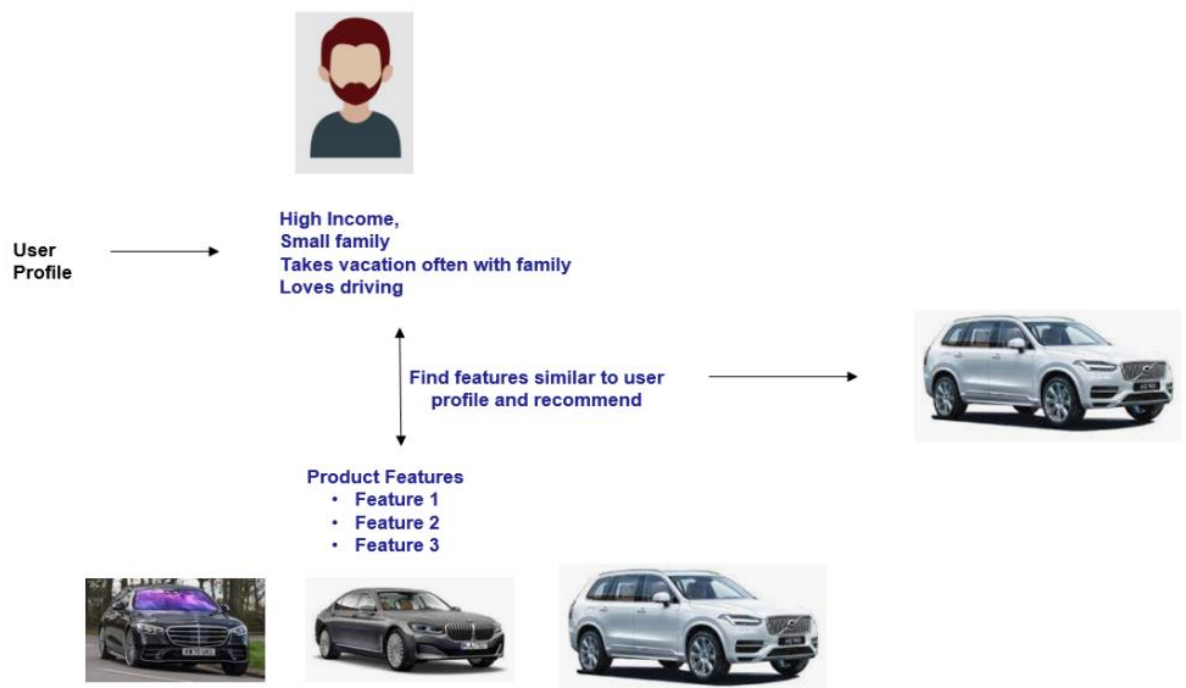 High Income,
Small family
Takes vacation often with family
Loves driving
User
Profile
Find features similar to user
profile and recommend
Product Features
• Feature 1
• Feature 2
• Feature 3